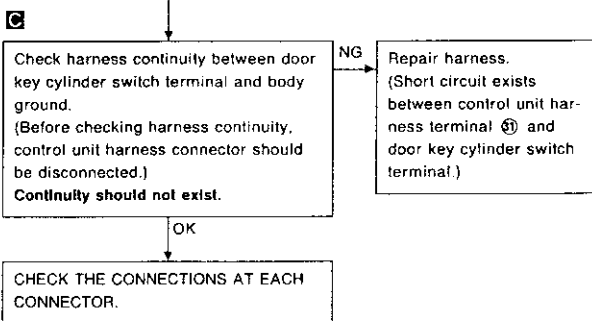 C
Check harness continuity between door
key cylinder switch terminal and body
ground.
(Before checking harness continuity,
control unit harness connector should
be disconnected.)
Continuity should not exist.
NG
Repair harness.
(Short circuit exists
between control unit har-
ness terminal ㉛ and
door key cylinder switch
terminal.)
OK
CHECK THE CONNECTIONS AT EACH
CONNECTOR.